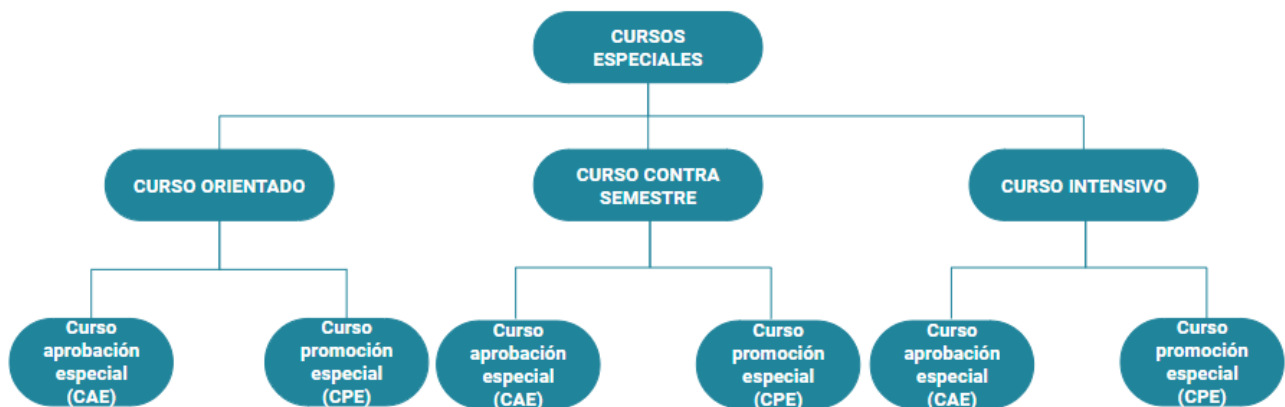 CURSOS
ESPECIALES
CURSO ORIENTADO
CURSO CONTRA
SEMESTRE
CURSO INTENSIVO
Curso
aprobación
especial
(CAE)
Curso
promoción
especial
(CPE)
Curso
aprobación
especial
(CAE)
Curso
promoción
especial
(CPE)
Curso
aprobación
especial
(CAE)
Curso
promoción
especial
(CPE)